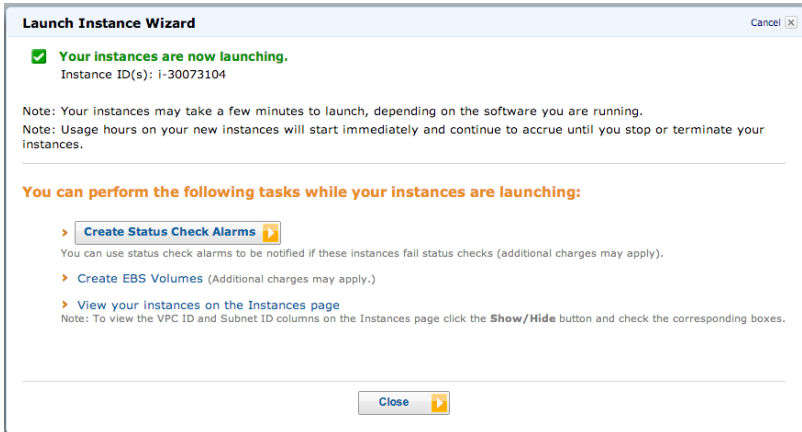 Launch Instance Wizard
Cancel
Your instances are now launching.
Instance ID(s): i-30073104
Note: Your instances may take a few minutes to launch, depending on the software you are running.
Note: Usage hours on your new instances will start immediately and continue to accrue until you stop or terminate your
instances.
You can perform the following tasks while your instances are launching:
Create Status Check Alarms
You can use status check alarms to be notified if these instances fail status checks (additional charges may apply).
Create EBS Volumes (Additional charges may apply.)
View your instances on the Instances page
Note: To view the VPC ID and Subnet ID columns on the Instances page click the Show/Hide button and check the corresponding boxes.
Close